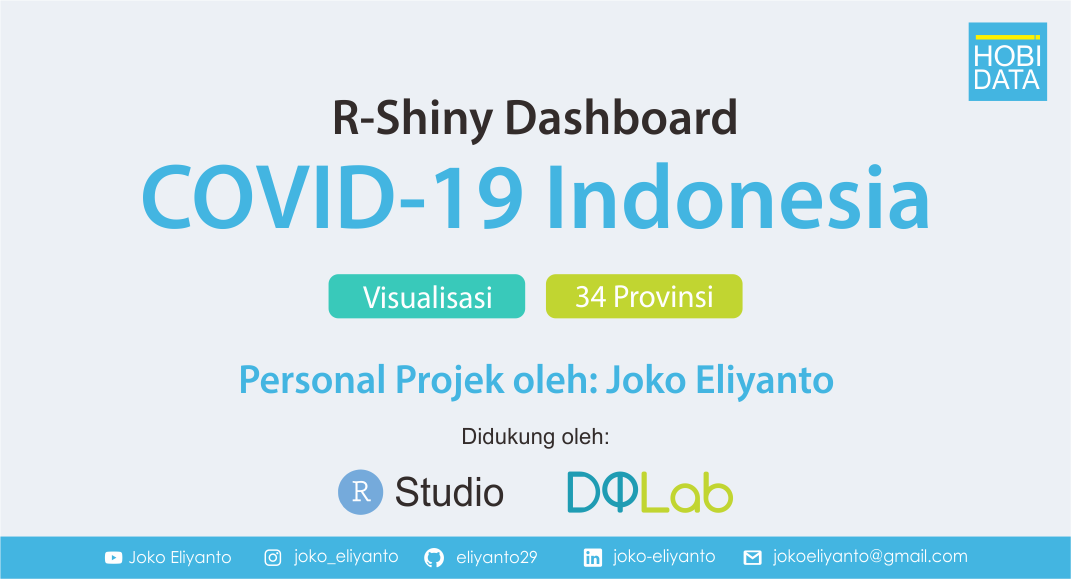 HOBI
DATA
R-Shiny Dashboard
COVID-19 Indonesia
Visualisasi
34 Provinsi
Personal Projek oleh: Joko Eliyanto
Didukung oleh:
R Studio
DQLab
Joko Eliyanto
joko_eliyanto
eliyanto29
joko-eliyanto
jokoeliyanto@gmail.com